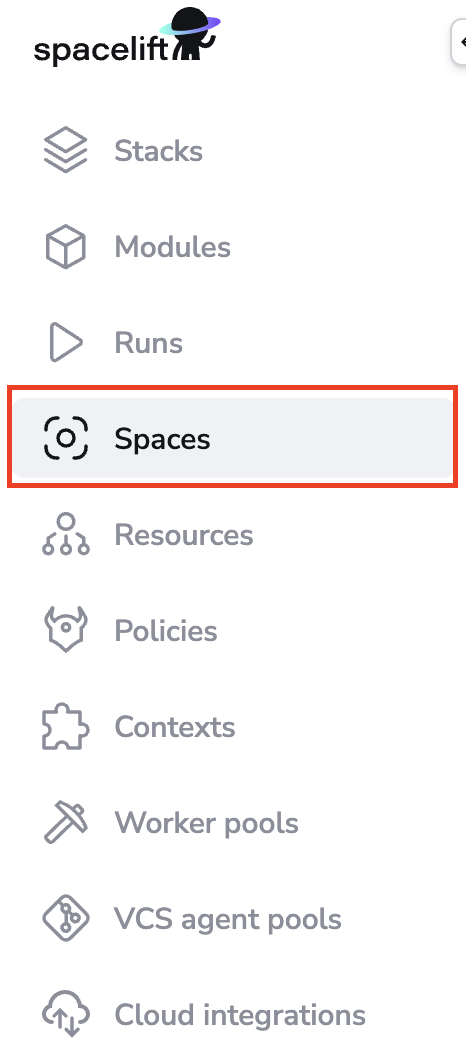 spacelift
Stacks
Modules
Runs
Spaces
Resources
Policies
Contexts
Worker pools
VCS agent pools
Cloud integrations